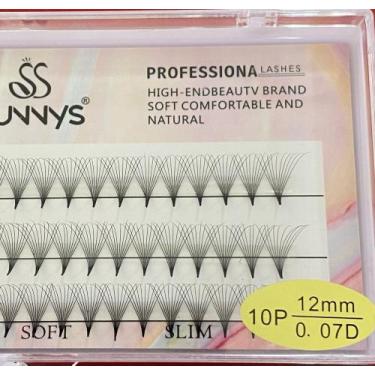 SS
UNNYS®
PROFESSIONA LASHES
HIGH-ENDBEAUTV BRAND
SOFT COMFORTABLE AND
NATURAL
SOFT SLIM
10P 12mm
0. 07D